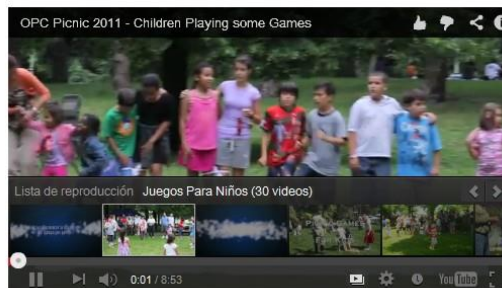 OPC Picnic 2011 - Children Playing some Games
Lista de reproducción Juegos Para Niños (30 videos)
0:01 / 8:53
YouTube